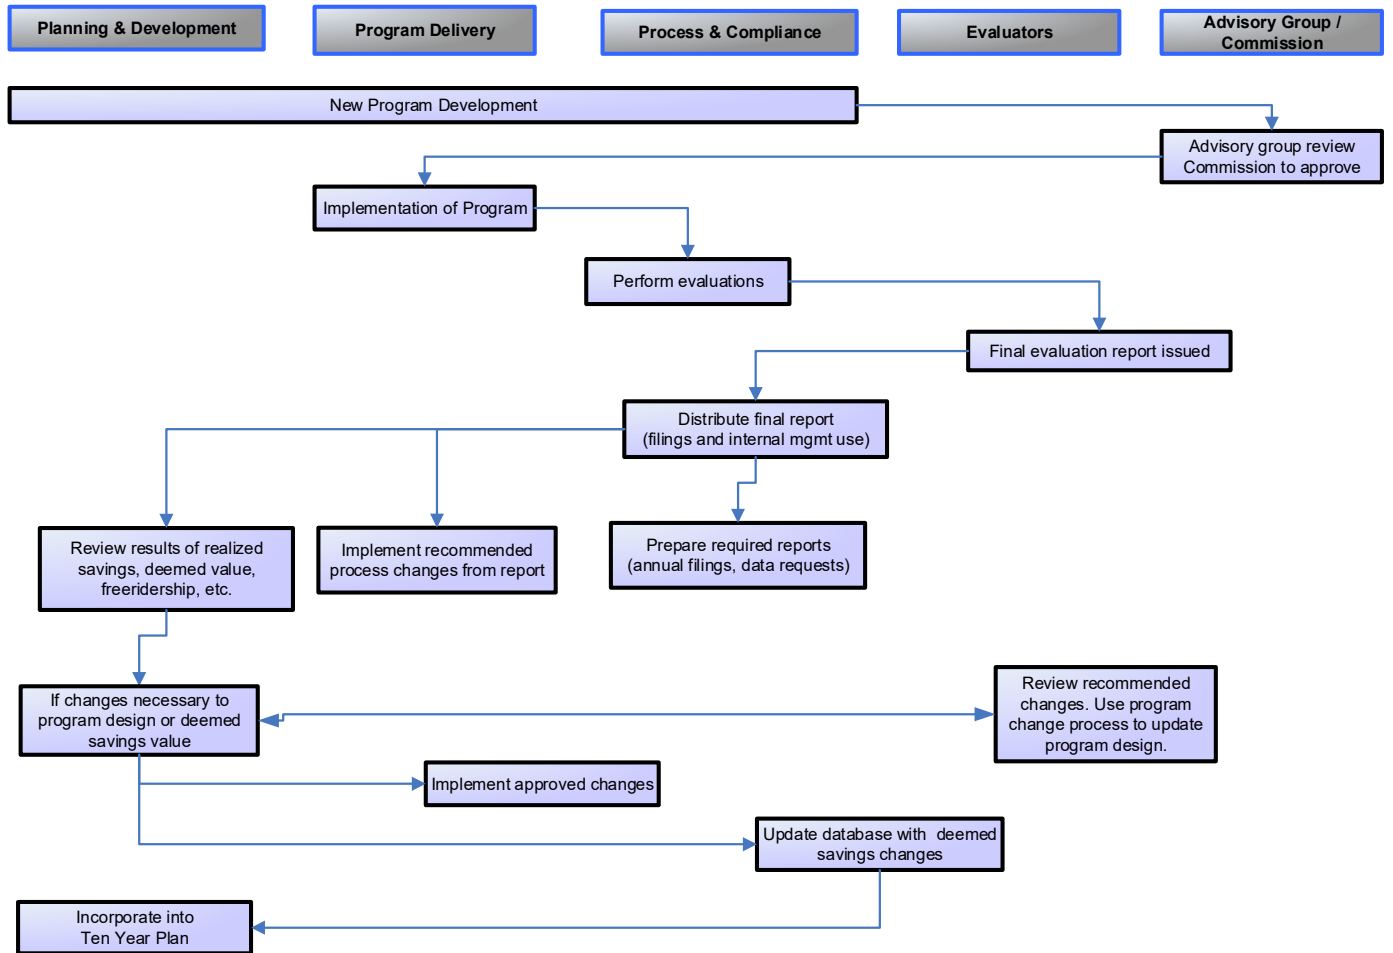 Planning & Development
Program Delivery
Process & Compliance
Evaluators
Advisory Group /
Commission
New Program Development
Advisory group review
Commission to approve
Implementation of Program
Perform evaluations
Final evaluation report issued
Distribute final report
(filings and internal mgmt use)
Review results of realized
savings, deemed value,
freeridership, etc.
Implement recommended
process changes from report
Prepare required reports
(annual filings, data requests)
If changes necessary to
program design or deemed
savings value
Review recommended
changes. Use program
change process to update
program design.
Implement approved changes
Update database with deemed
savings changes
Incorporate into
Ten Year Plan